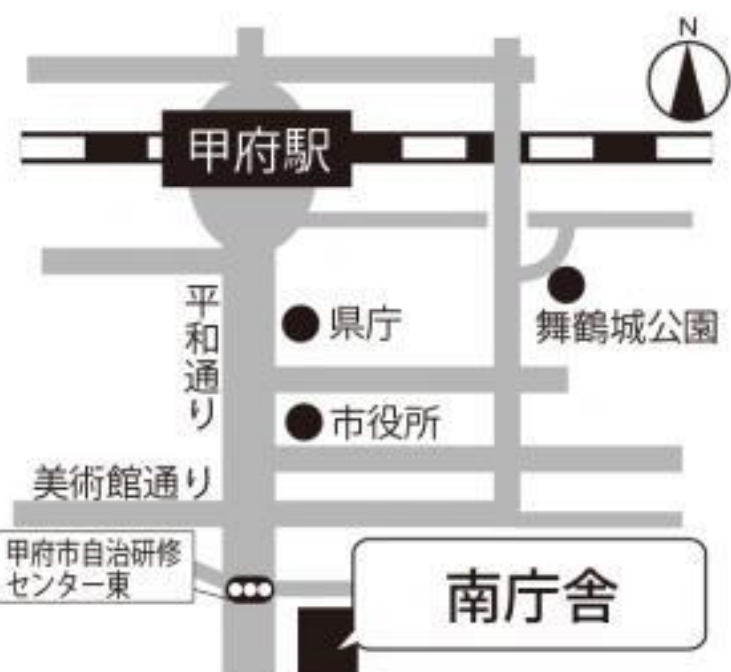 N
甲府駅
平和通り
県庁
舞鶴城公園
市役所
美術館通り
甲府市自治研修
センター東
南庁舎